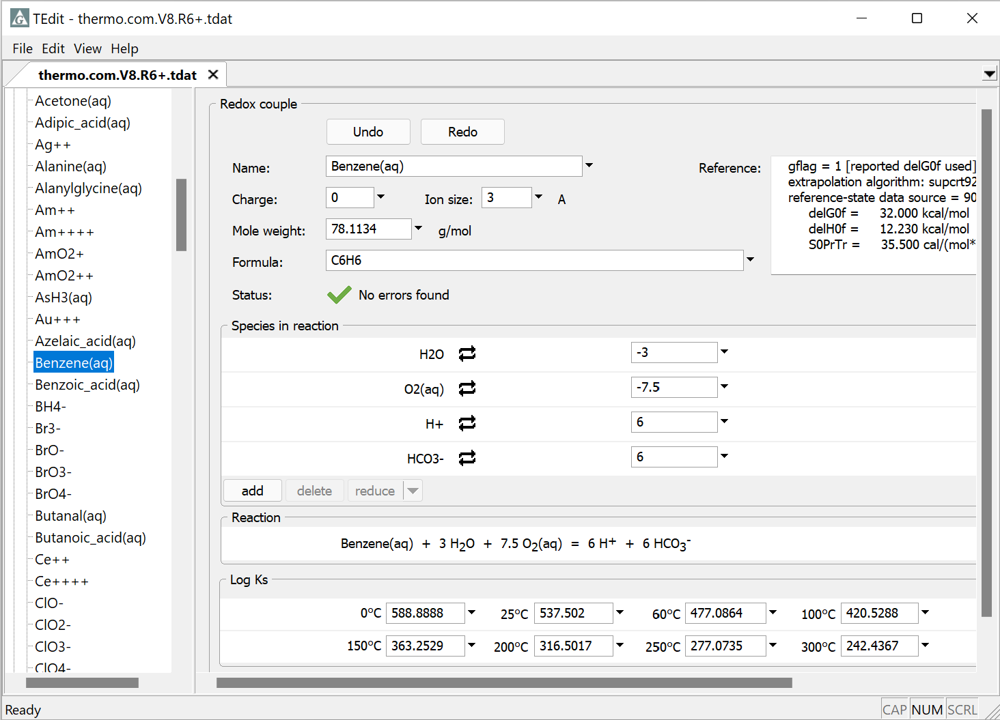 TEdit - thermo.com.V8.R6+.tdat
File Edit View Help
thermo.com.V8.R6+.tdat
Acetone(aq)
Adipic_acid(aq)
Ag++
Alanine(aq)
Alanylglycine(aq)
Am++
Am++++
AmO2+
AmO2++
AsH3(aq)
Au+++
Azelaic_acid(aq)
Benzene(aq)
Benzoic_acid(aq)
BH4-
Br3-
BrO-
BrO3-
BrO4-
Butanal(aq)
Butanoic_acid(aq)
Ce++
Ce++++
ClO-
ClO2-
ClO3-
ClO4-
Redox couple
Undo Redo
Name: Benzene(aq)
Charge: 0 Ion size: 3 A
Mole weight: 78.1134 g/mol
Formula: C6H6
Status: No errors found
Reference: gflag = 1 [reported delG0f used]
extrapolation algorithm: supcrt92
reference-state data source = 90
delG0f = 32.000 kcal/mol
delH0f = 12.230 kcal/mol
S0PrTr = 35.500 cal/(mol*
Species in reaction
H2O -3
O2(aq) -7.5
H+ 6
HCO3- 6
add delete reduce
Reaction
Benzene(aq) + 3 H₂O + 7.5 O₂(aq) = 6 H⁺ + 6 HCO₃⁻
Log Ks
0°C 588.8888 25°C 537.502 60°C 477.0864 100°C 420.5288
150°C 363.2529 200°C 316.5017 250°C 277.0735 300°C 242.4367
Ready CAP NUM SCRL